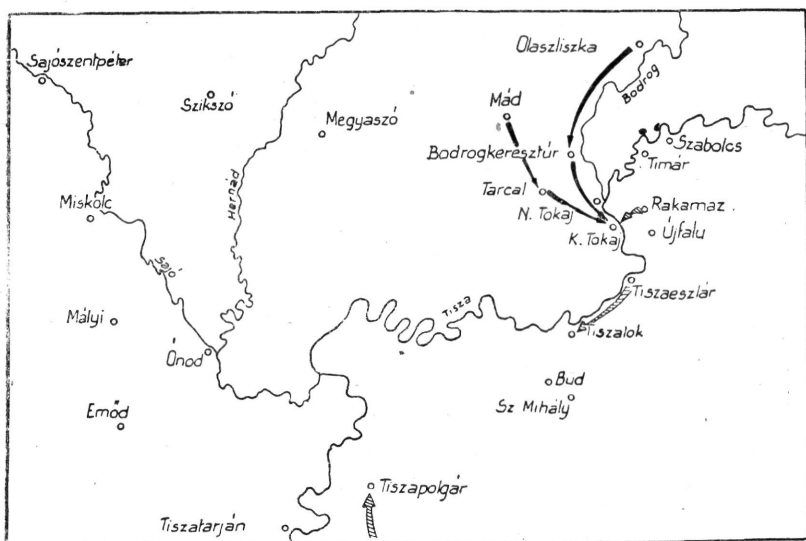 Olaszliszka
Sajószentpéter
Bodrog
Szikszó
Mád
Megyaszó
Szabolcs
Bodrogkeresztúr
Timár
Hernád
Tarcal
Miskolc
N. Tokaj
Rakamaz
K. Tokaj
Újfalu
Sajó
Tiszaeszlár
Tisza
Mályi
Tiszalok
Ónod
Bud
Sz Mihály
Emőd
Tiszapolgár
Tiszatarján